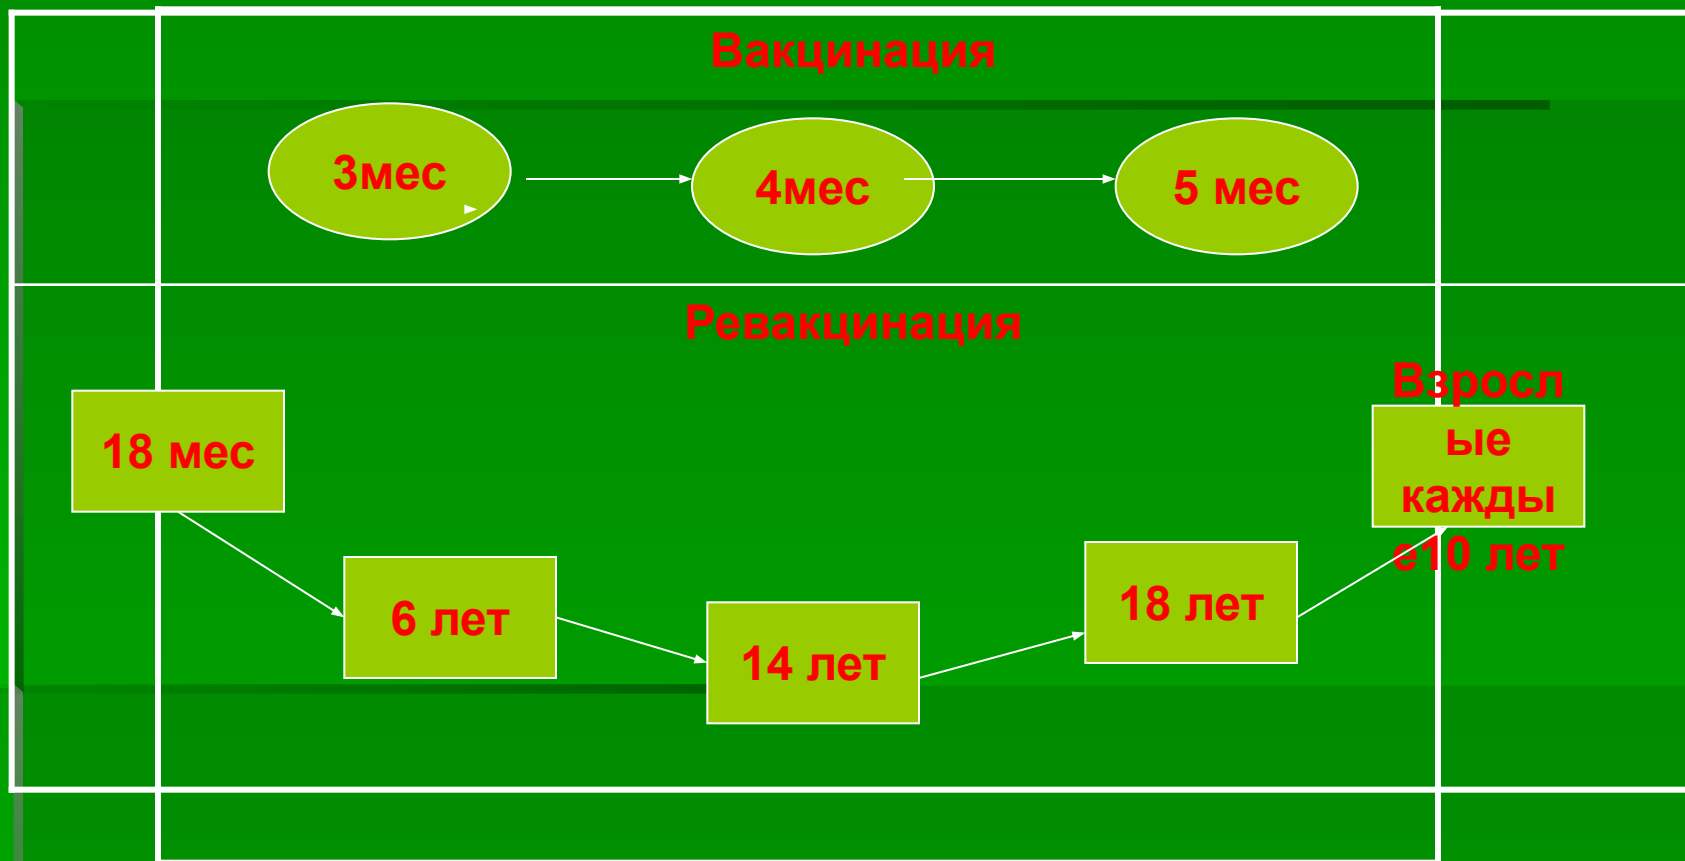 Вакцинация
3мес
4мес
5 мес
Ревакцинация
18 мес
6 лет
14 лет
18 лет
Взросл
ые
кажды
е10 лет